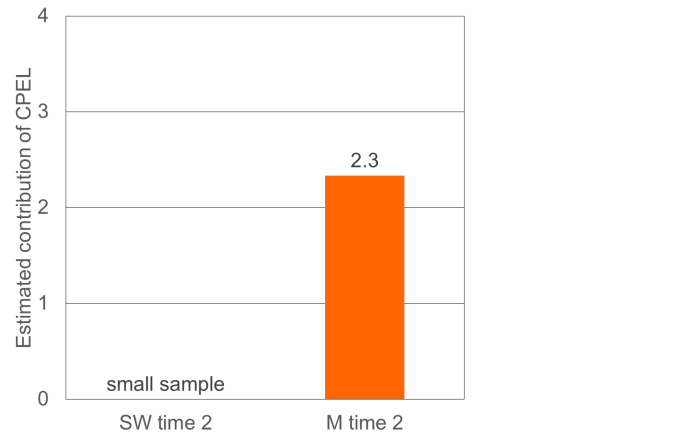 4
3
2
1
0
Estimated contribution of CPEL
2.3
small sample
SW time 2
M time 2